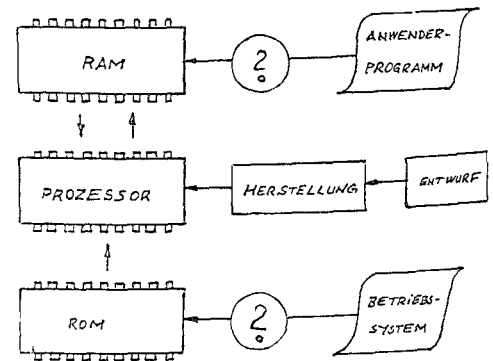 RAM
?
ANWENDER-
PROGRAMM
PROZESSOR
HERSTELLUNG
ENTWURF
ROM
?
BETRIEBS-
SYSTEM